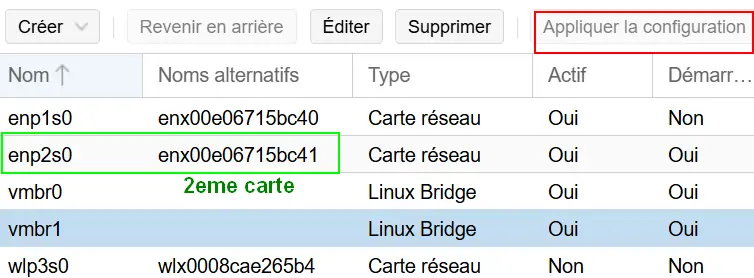 Créer Revenir en arrière Éditer Supprimer Appliquer la configuration
Nom Noms alternatifs Type Actif Démarr...
enp1s0 enx00e06715bc40 Carte réseau Oui Non
enp2s0 enx00e06715bc41 Carte réseau Oui Oui
2eme carte
vmbr0 Linux Bridge Oui Oui
vmbr1 Linux Bridge Oui Oui
wlp3s0 wlx0008cae265b4 Carte réseau Non Non